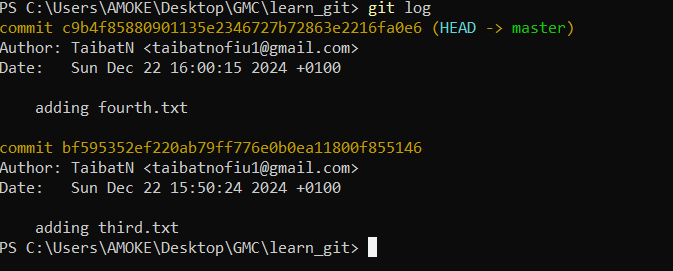 PS C:\Users\AMOKE\Desktop\GMC\learn_git> git log
commit c9b4f85880901135e2346727b72863e2216fa0e6 (HEAD -> master)
Author: TaibatN <taibatnofiu1@gmail.com>
Date:   Sun Dec 22 16:00:15 2024 +0100
adding fourth.txt
commit bf595352ef220ab79ff776e0b0ea11800f855146
Author: TaibatN <taibatnofiu1@gmail.com>
Date:   Sun Dec 22 15:50:24 2024 +0100
adding third.txt
PS C:\Users\AMOKE\Desktop\GMC\learn_git>